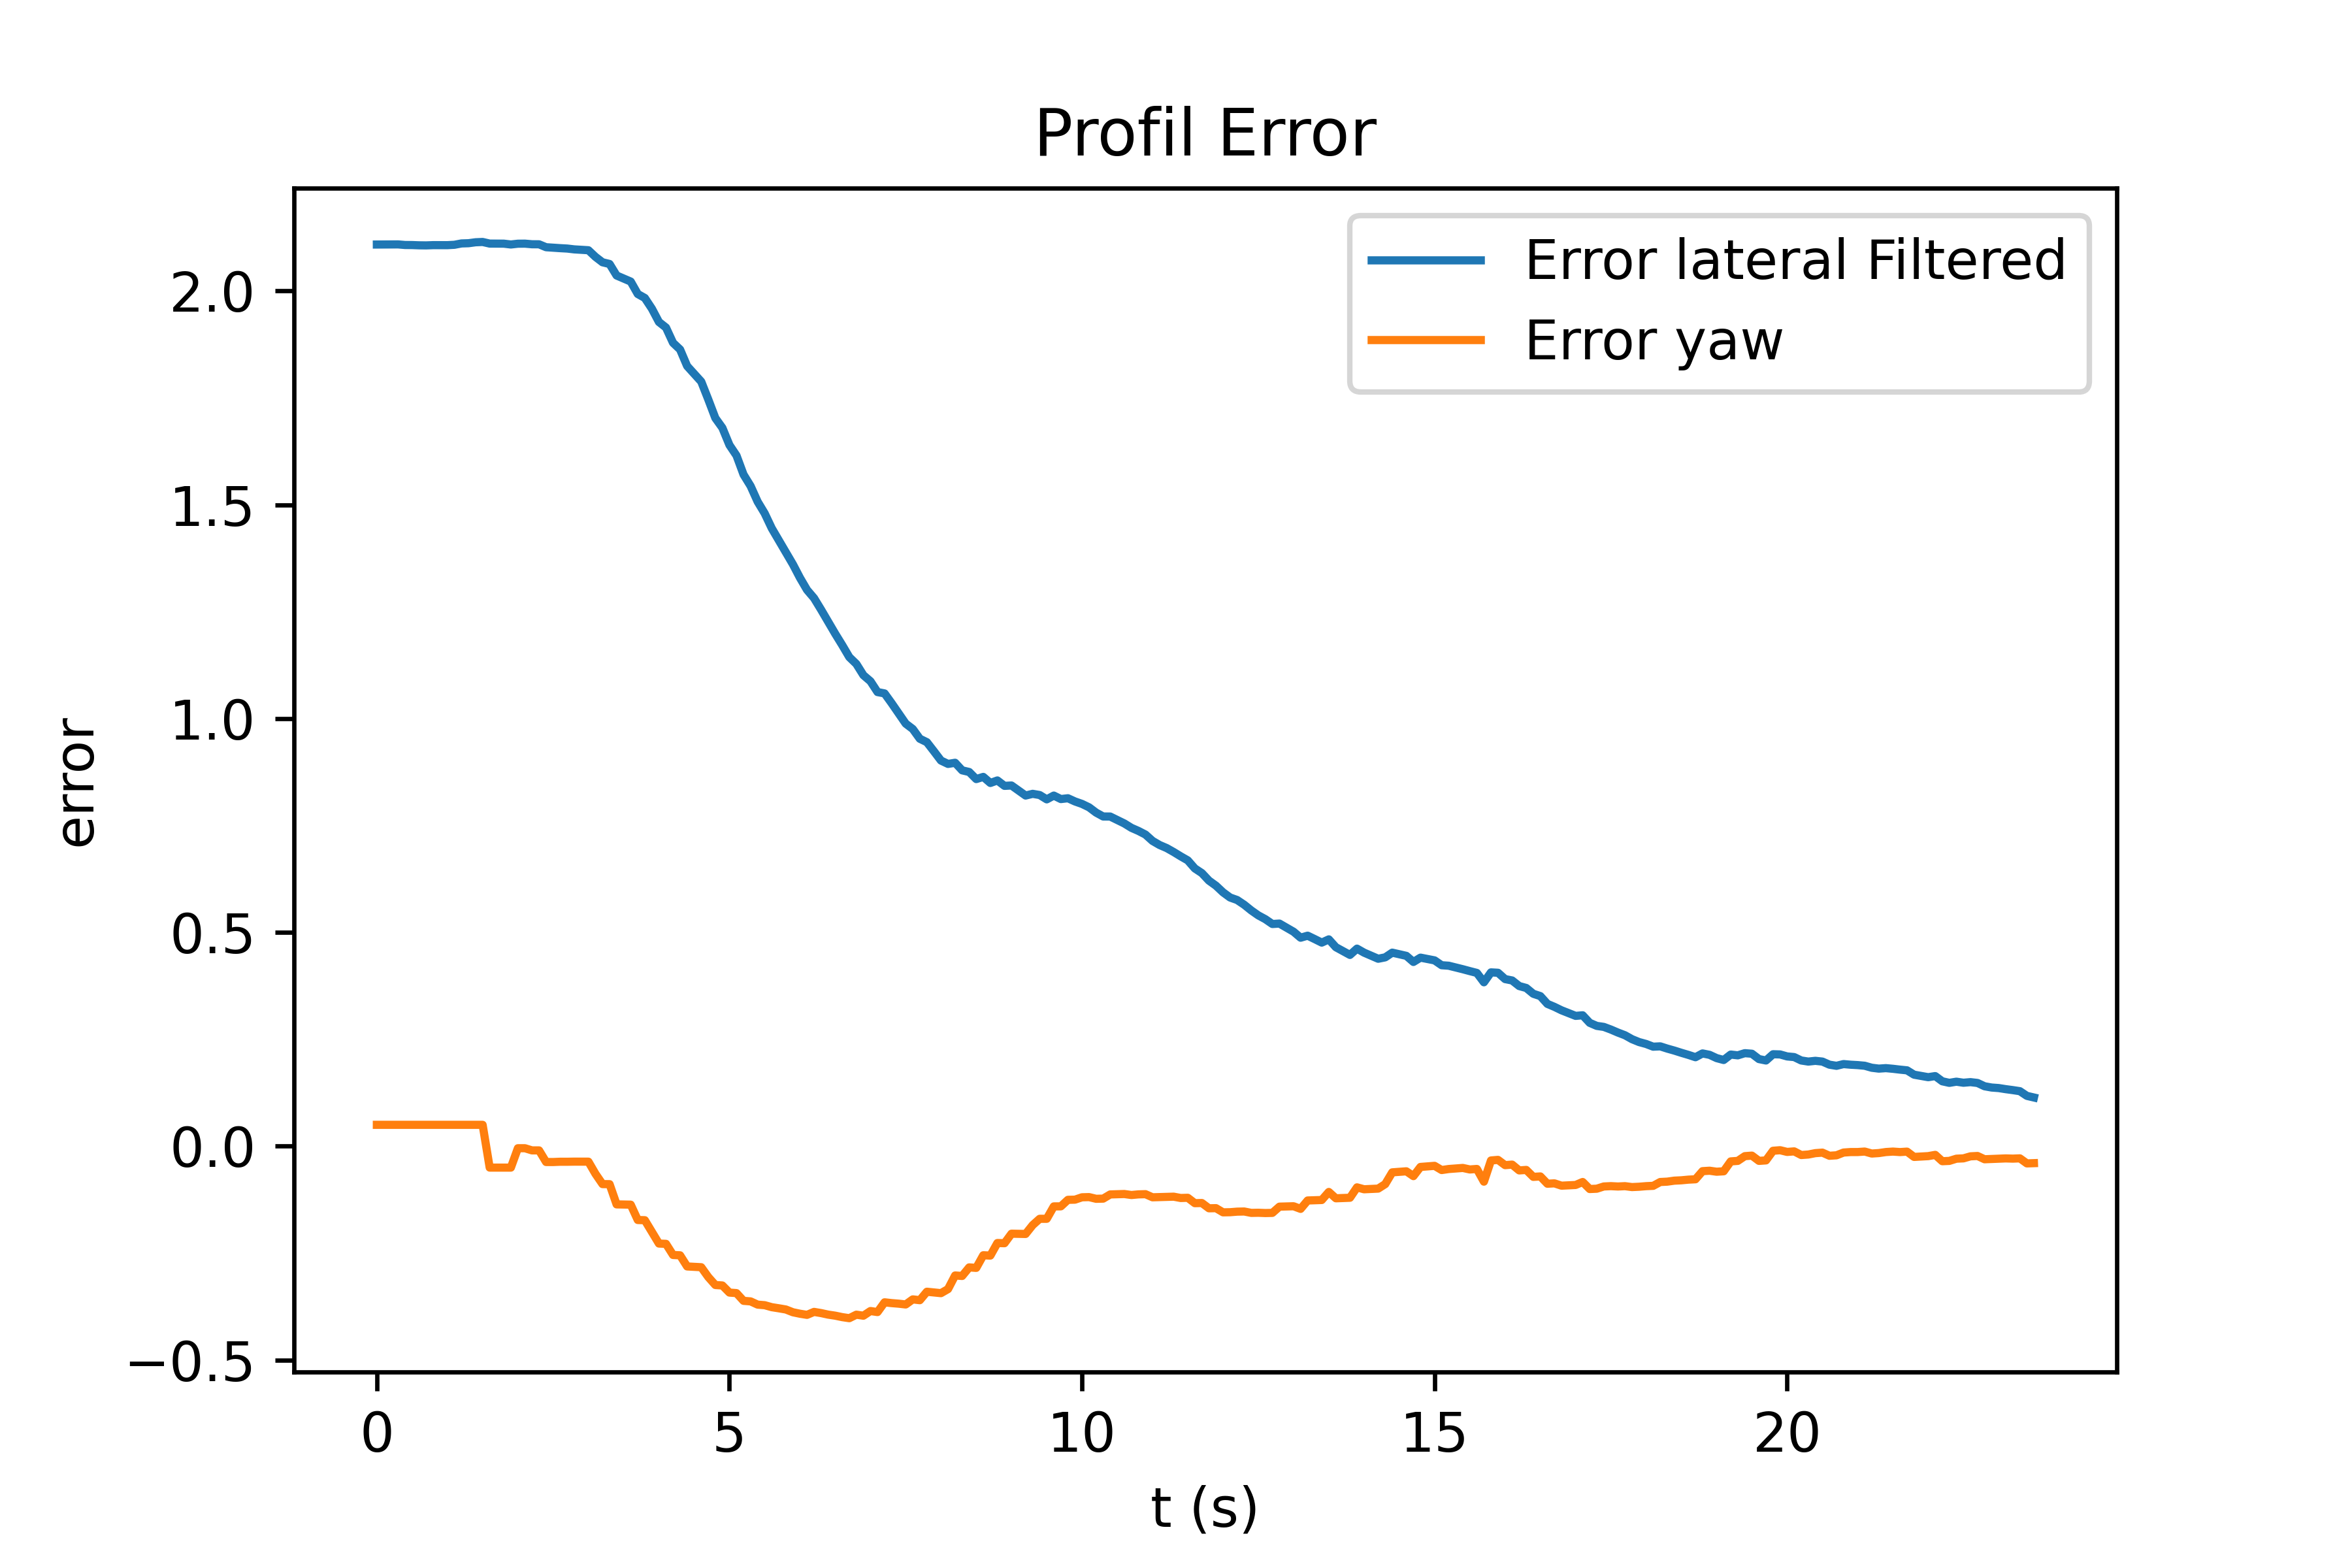 Profil Error
Error lateral Filtered
Error yaw
2.0
1.5
1.0
0.5
0.0
−0.5
error
0 5 10 15 20
t (s)